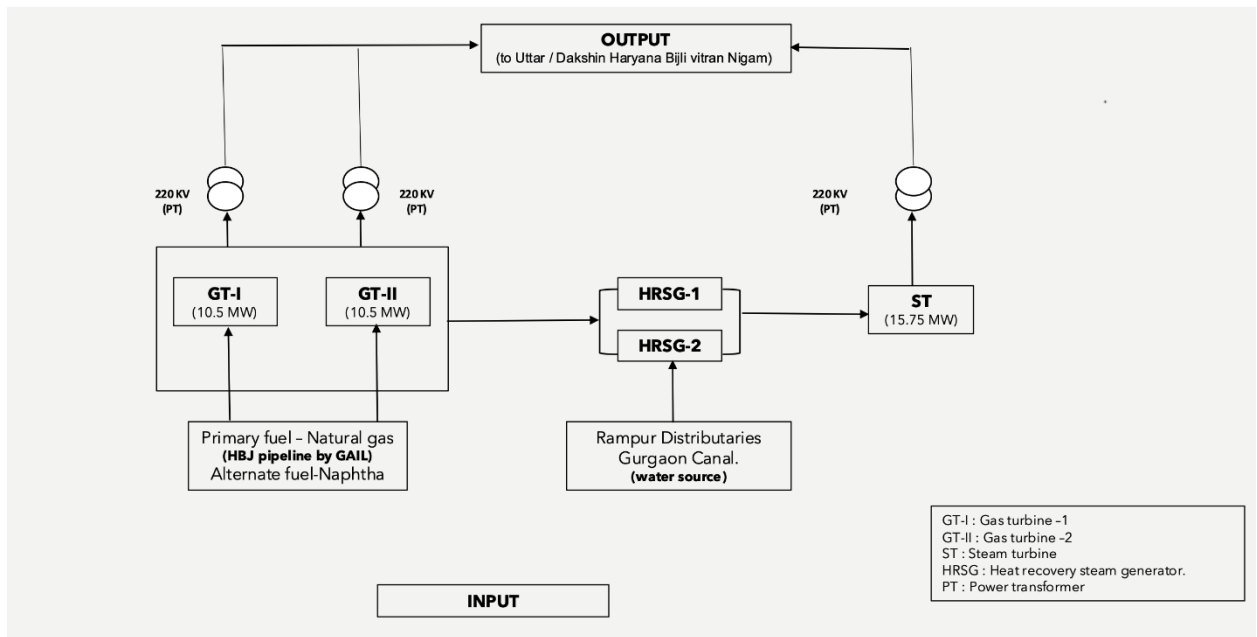 OUTPUT
(to Uttar / Dakshin Haryana Bijli vitran Nigam)
220 KV
(PT)
220 KV
(PT)
220 KV
(PT)
GT-I
(10.5 MW)
GT-II
(10.5 MW)
HRSG-1
HRSG-2
ST
(15.75 MW)
Primary fuel – Natural gas
(HBJ pipeline by GAIL)
Alternate fuel-Naphtha
Rampur Distributaries
Gurgaon Canal.
(water source)
GT-I : Gas turbine –1
GT-II : Gas turbine –2
ST : Steam turbine
HRSG : Heat recovery steam generator.
PT : Power transformer
INPUT